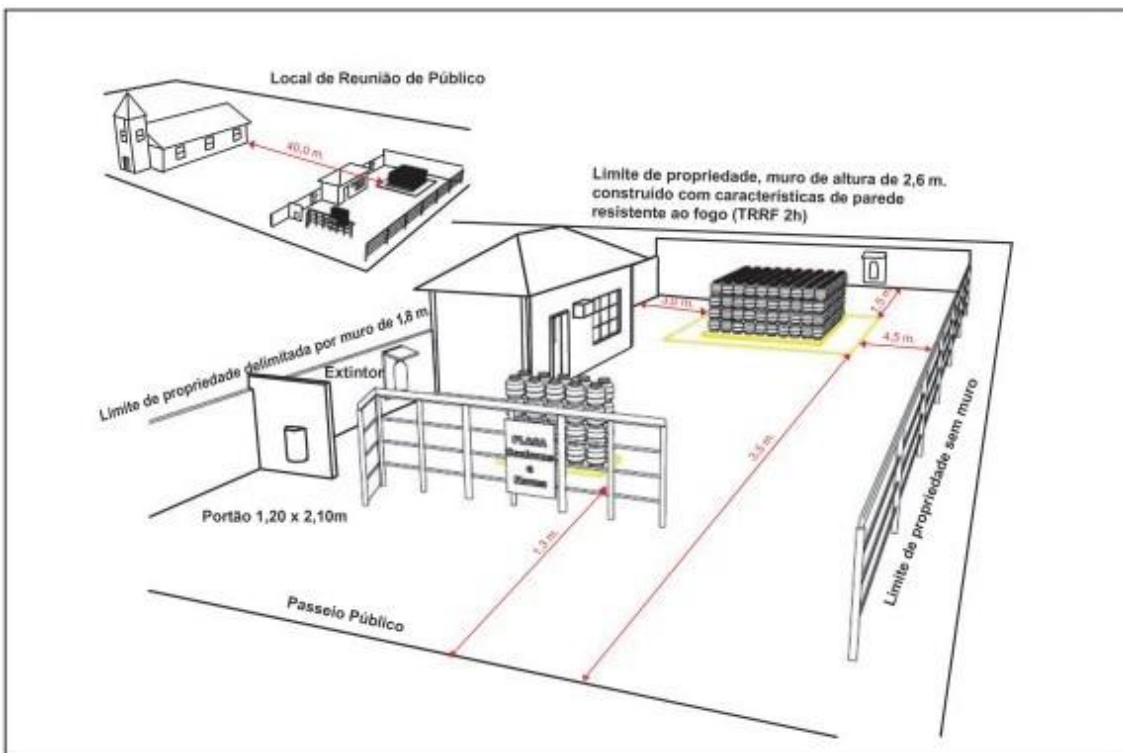 Local de Reunião de Público
40,0 m.
Limite de propriedade, muro de altura de 2,6 m.
construido com características de parede
resistente ao fogo (TRRF 2h)
3,0 m.
1,5 m.
4,5 m.
Limite de propriedade delimitada por muro de 1,8 m.
Extintor
PLACA
Portão 1,20 x 2,10m
1,3 m.
3,5 m.
Limite de propriedade sem muro
Passeio Público